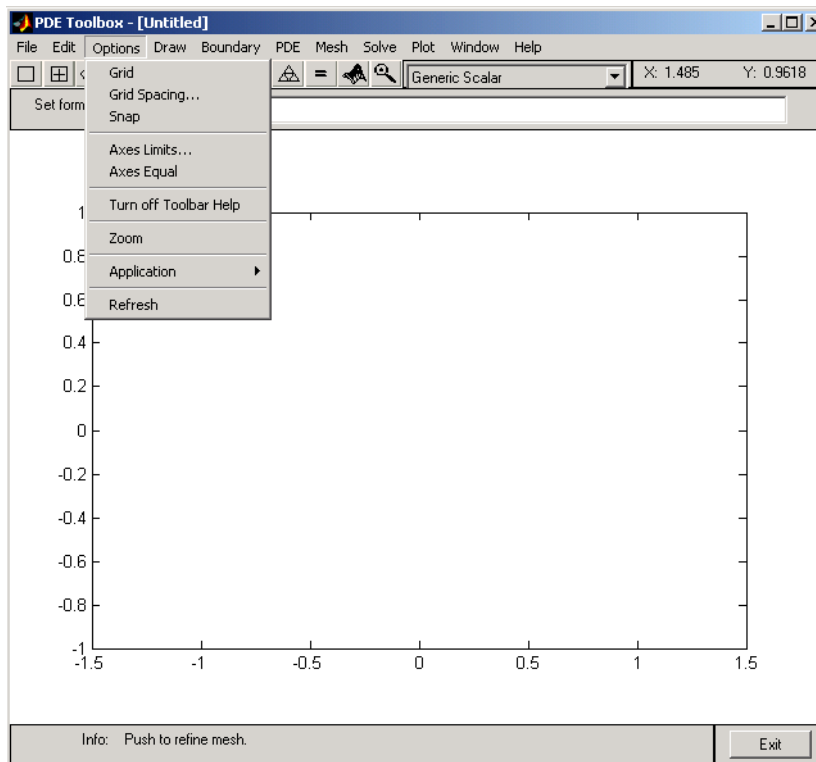 PDE Toolbox - [Untitled]
File Edit Options Draw Boundary PDE Mesh Solve Plot Window Help
= Generic Scalar X: 1.485 Y: 0.9618
Set form
Grid
Grid Spacing...
Snap
Axes Limits...
Axes Equal
Turn off Toolbar Help
Zoom
Application
Refresh
1
0.8
0.6
0.4
0.2
0
-0.2
-0.4
-0.6
-0.8
-1
-1.5 -1 -0.5 0 0.5 1 1.5
Info: Push to refine mesh. Exit